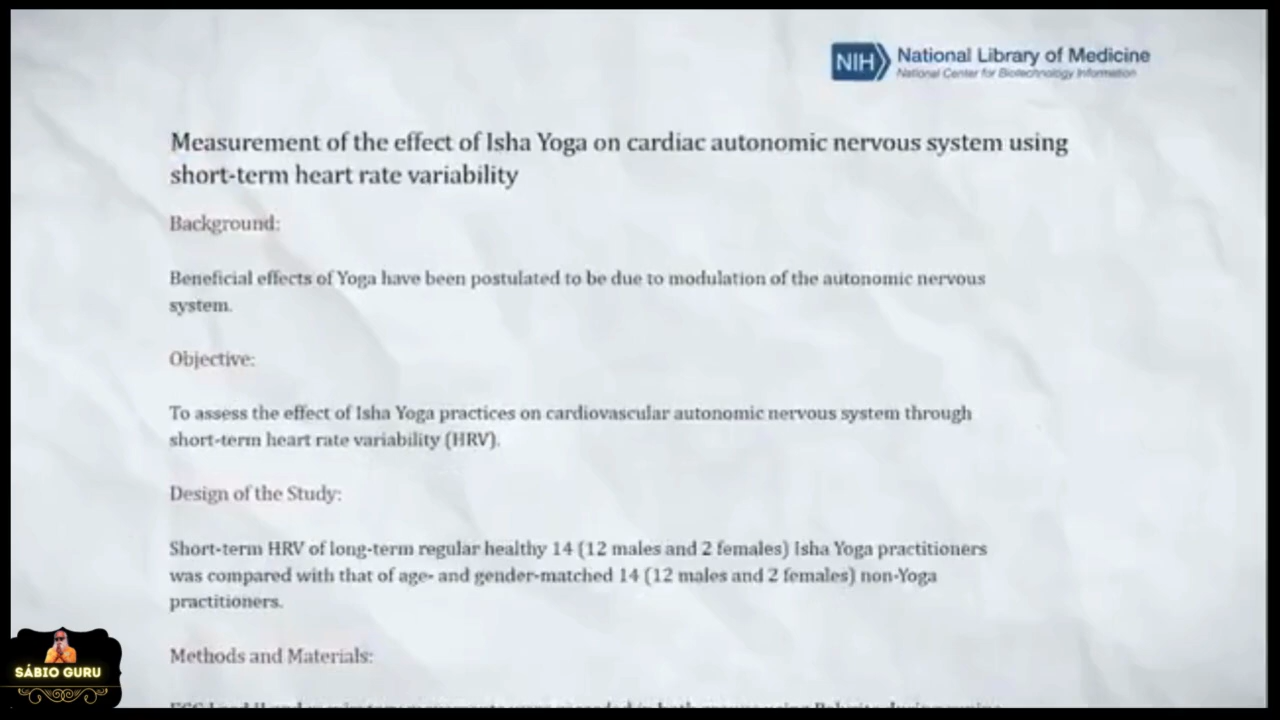 NIH National Library of Medicine
National Center for Biotechnology Information
Measurement of the effect of Isha Yoga on cardiac autonomic nervous system using
short-term heart rate variability
Background:
Beneficial effects of Yoga have been postulated to be due to modulation of the autonomic nervous
system.
Objective:
To assess the effect of Isha Yoga practices on cardiovascular autonomic nervous system through
short-term heart rate variability (HRV).
Design of the Study:
Short-term HRV of long-term regular healthy 14 (12 males and 2 females) Isha Yoga practitioners
was compared with that of age- and gender-matched 14 (12 males and 2 females) non-Yoga
practitioners.
Methods and Materials:
SÁBIO GURU